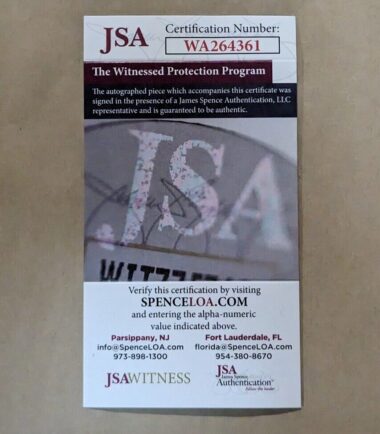 JSA
Certification Number:
WA264361
The Witnessed Protection Program
The autographed piece which accompanies this certificate was
signed in the presence of a James Spence Authentication, LLC
representative and is guaranteed to be authentic.
JSA
Verify this certification by visiting
SPENCELOA.COM
and entering the alpha-numeric
value indicated above.
Parsippany, NJ
info@SpenceLOA.com
973-898-1300
Fort Lauderdale, FL
florida@SpenceLOA.com
954-380-8670
JSAWITNESS
JSA
James Spence
Authentication
follow the leader